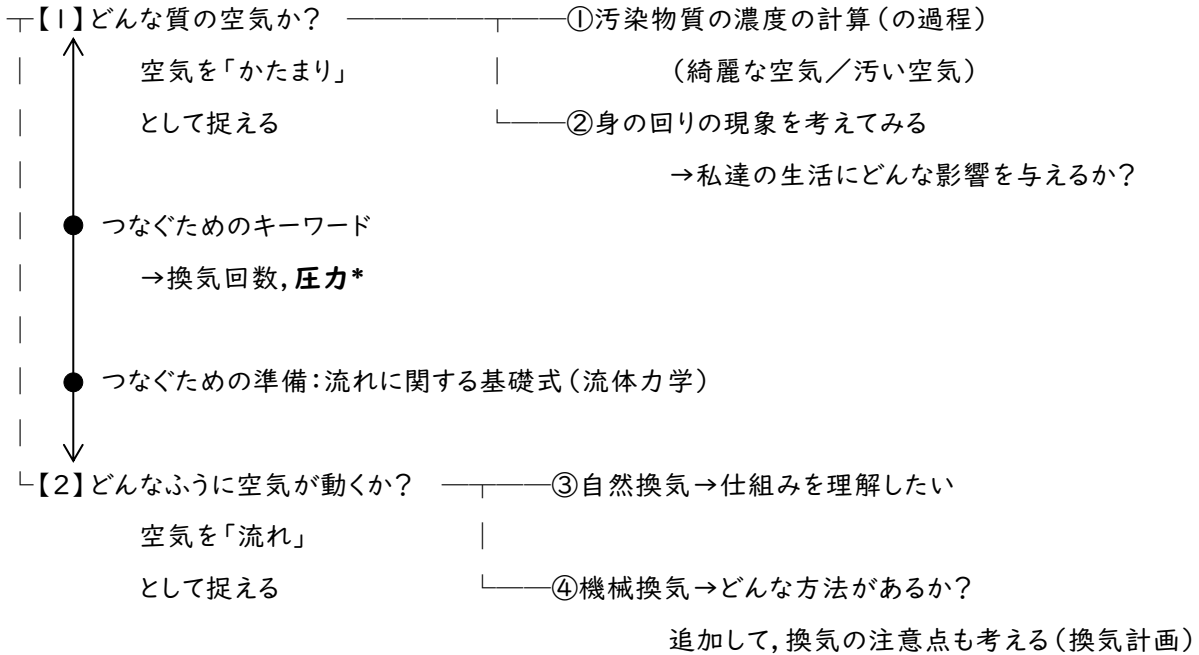 【1】どんな質の空気か? ①汚染物質の濃度の計算(の過程)
空気を「かたまり」 (綺麗な空気/汚い空気)
として捉える ②身の回りの現象を考えてみる
→私達の生活にどんな影響を与えるか?
● つなぐためのキーワード
→換気回数,圧力*
● つなぐための準備:流れに関する基礎式(流体力学)
【2】どんなふうに空気が動くか? ③自然換気→仕組みを理解したい
空気を「流れ」
として捉える ④機械換気→どんな方法があるか?
追加して,換気の注意点も考える(換気計画)